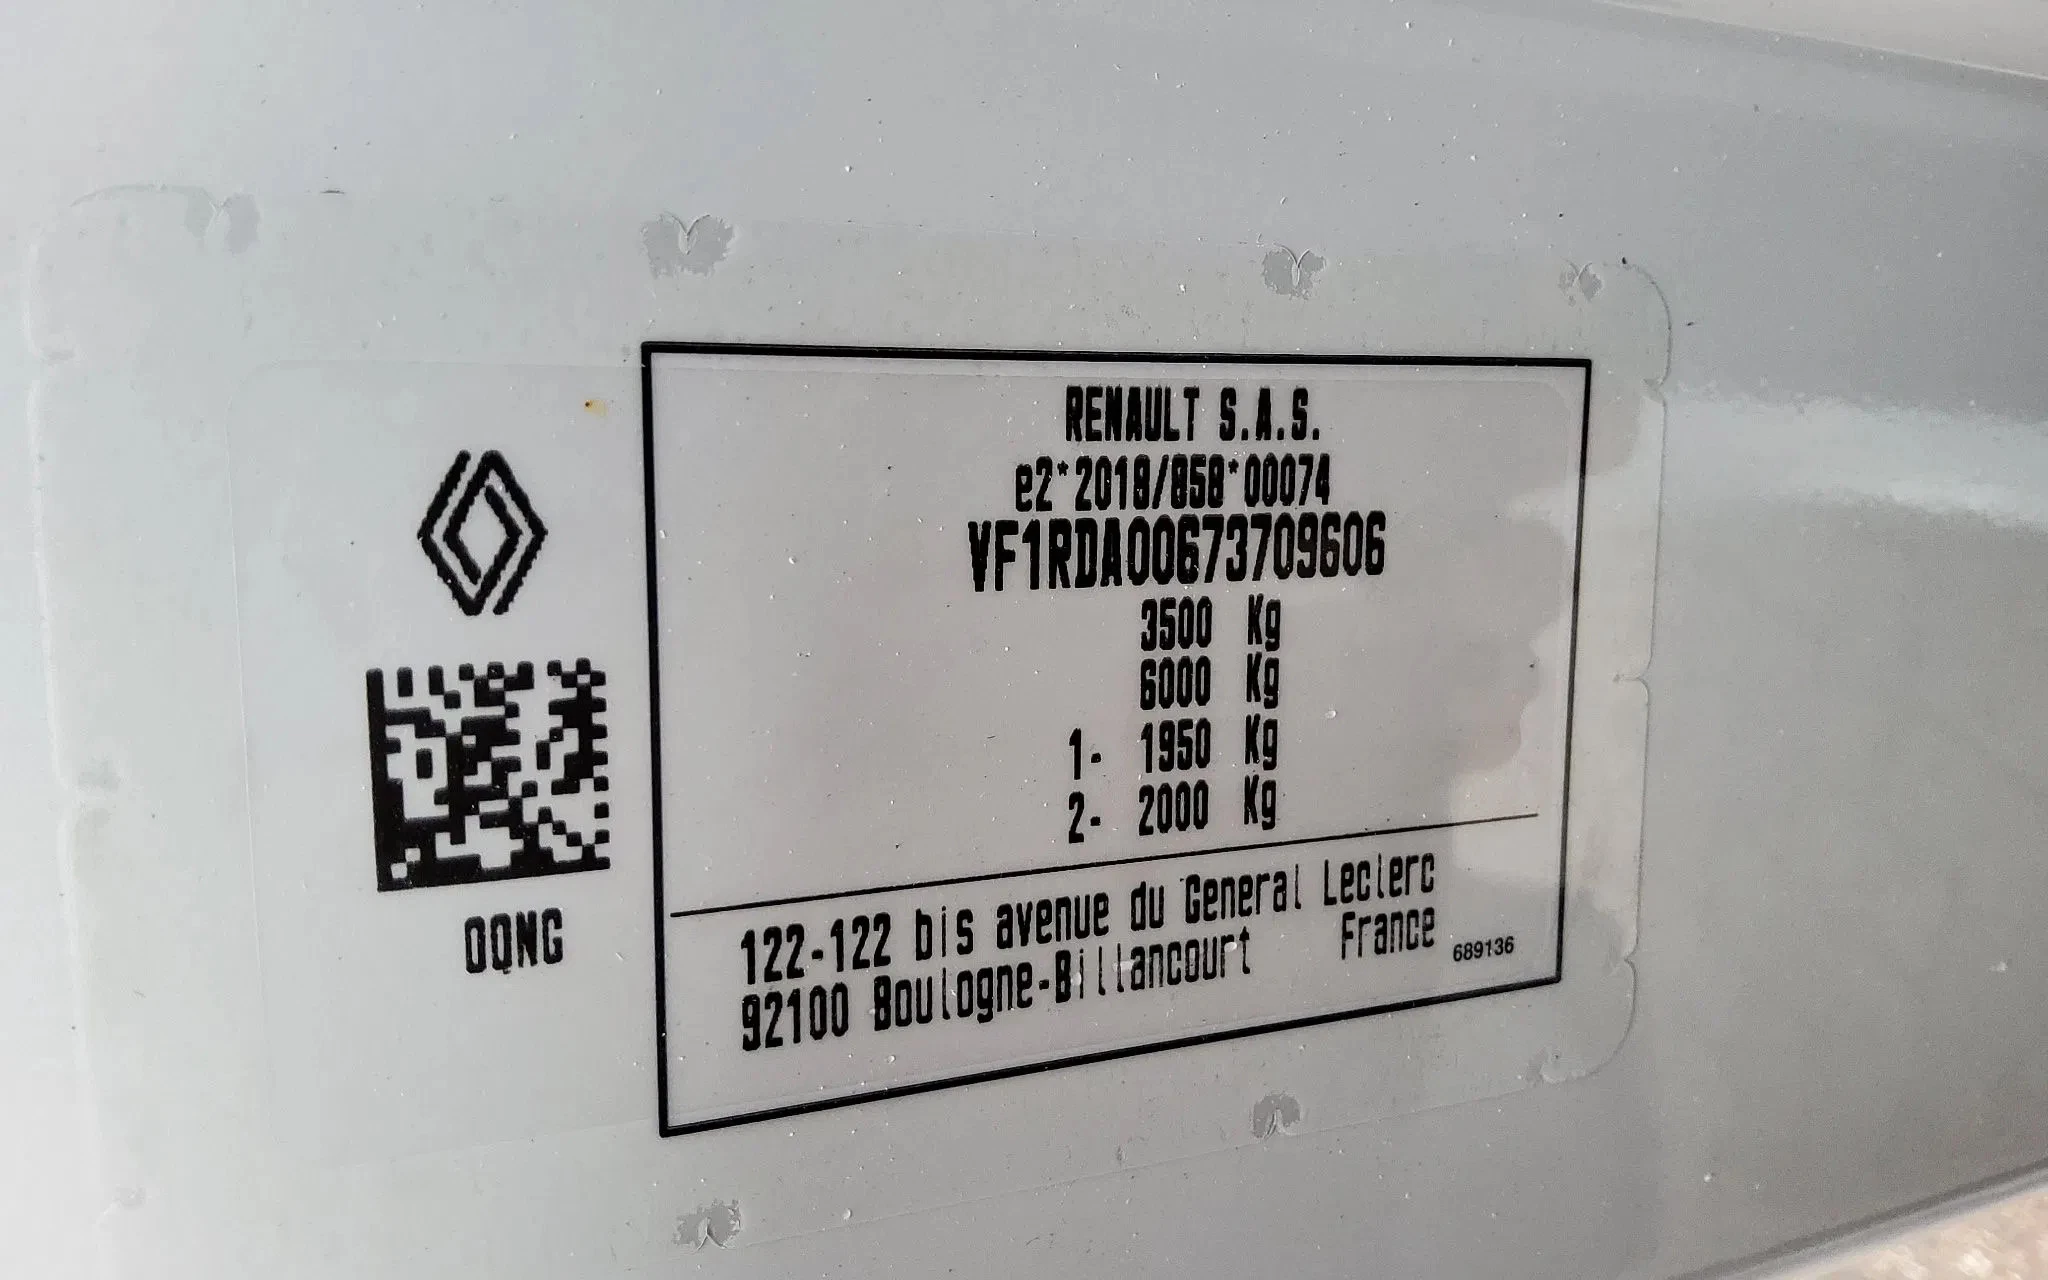 RENAULT S.A.S.
e2*2018/858*00074
VF1RDA00673709606
3500 Kg
6000 Kg
1- 1950 Kg
2- 2000 Kg
122-122 bis avenue du General Leclerc
92100 Boulogne-Billancourt France
689136
OQNG